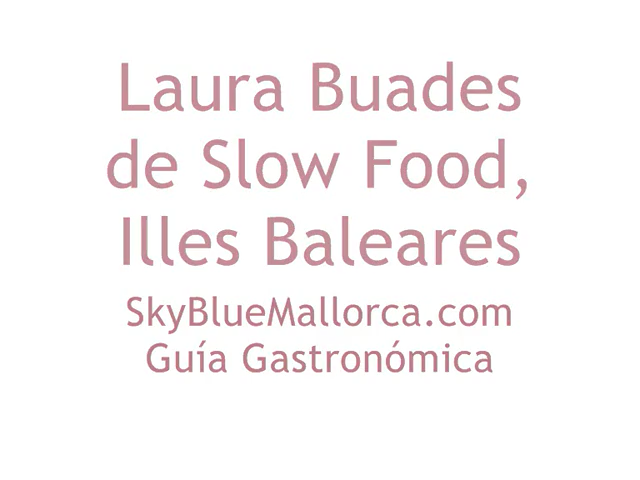 Laura Buades
de Slow Food,
Illes Baleares
SkyBlueMallorca.com
Guía Gastronómica